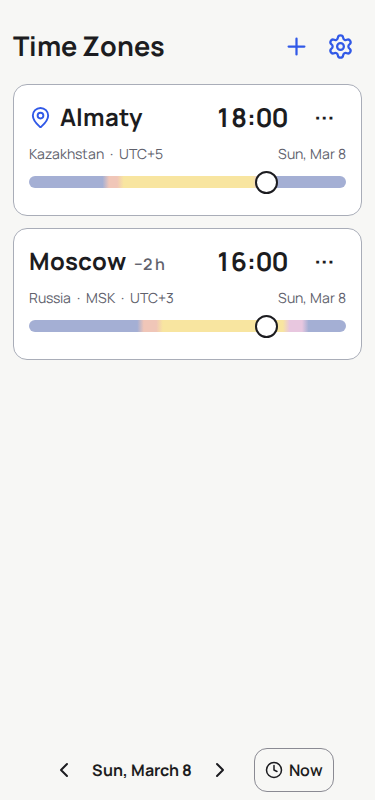 Time Zones
Almaty 18:00 ...
Kazakhstan · UTC+5 Sun, Mar 8
Moscow −2 h 16:00 ...
Russia · MSK · UTC+3 Sun, Mar 8
Sun, March 8 Now